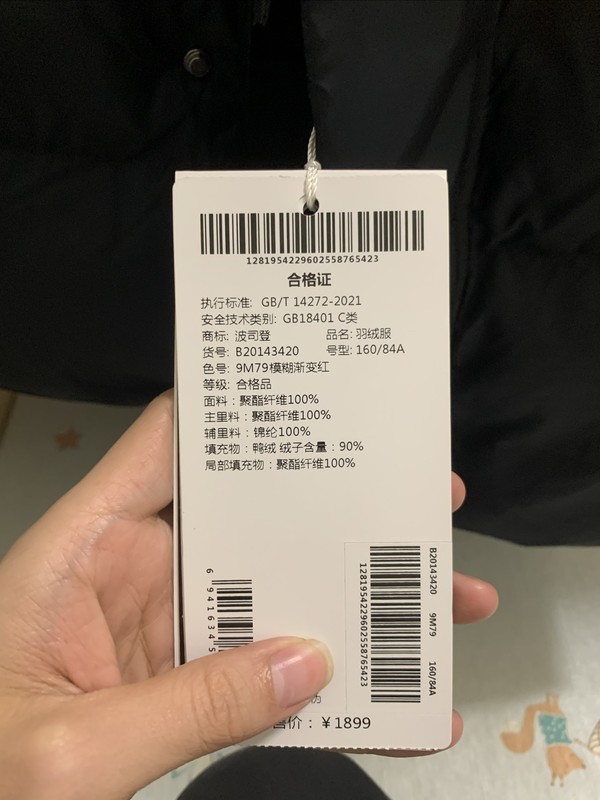 1281954229602558765423
合格证
执行标准: GB/T 14272-2021
安全技术类别: GB18401 C类
商标: 波司登 品名: 羽绒服
货号: B20143420 号型: 160/84A
色号: 9M79模糊渐变红
等级: 合格品
面料：聚酯纤维100%
主里料：聚酯纤维100%
辅里料：锦纶100%
填充物：鸭绒 绒子含量：90%
局部填充物：聚酯纤维100%
B20143420 9M79 160/84A
1281954229602558765423
6 941634 5
价：￥1899